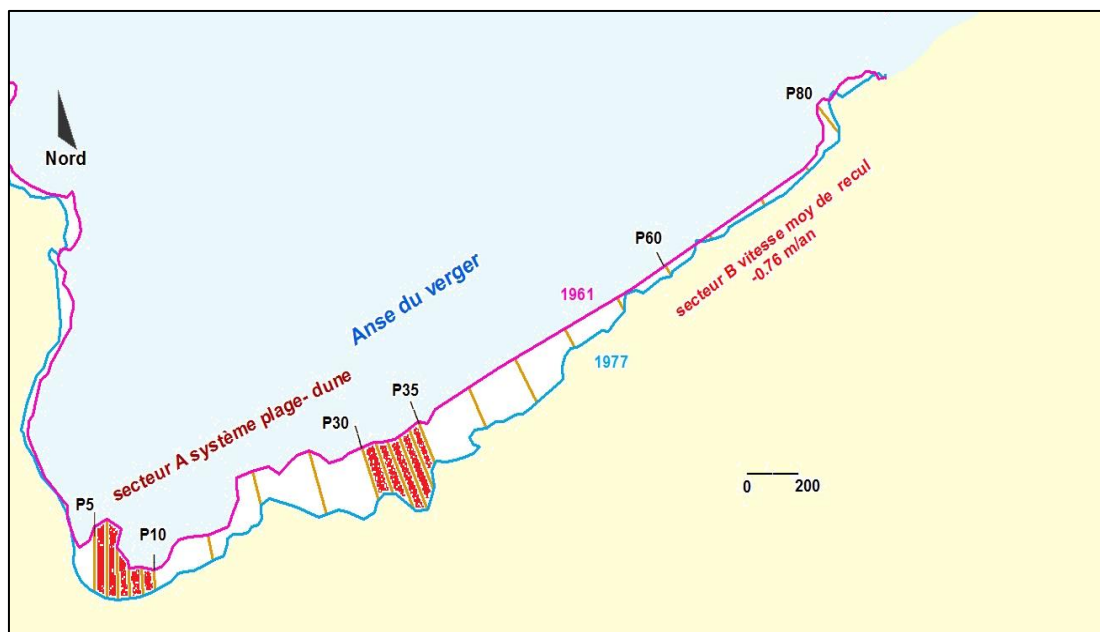 P80
Nord
P60
secteur B vitesse moy de recul
-0.76 m/an
Anse du verger
1961
1977
P35
P30
secteur A système plage- dune
0 200
P5
P10